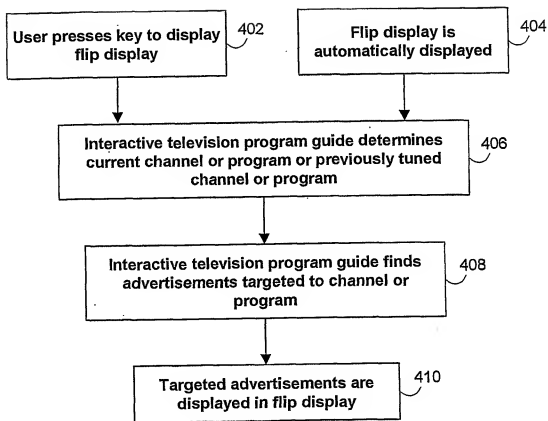 User presses key to display
flip display
402
Flip display is
automatically displayed
404
Interactive television program guide determines
current channel or program or previously tuned
channel or program
406
Interactive television program guide finds
advertisements targeted to channel or
program
408
Targeted advertisements are
displayed in flip display
410